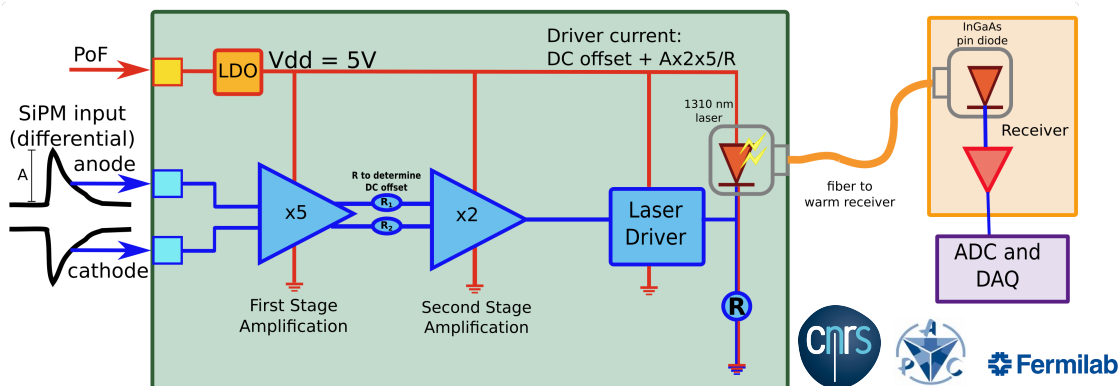 PoF
LDO
Vdd = 5V
Driver current:
DC offset + Ax2x5/R
SiPM input
(differential)
anode
A
cathode
x5
R to determine
DC offset
R1
R2
x2
First Stage
Amplification
Second Stage
Amplification
Laser
Driver
1310 nm
laser
R
fiber to
warm receiver
InGaAs
pin diode
Receiver
ADC and
DAQ
cnrs
A
P
C
Fermilab